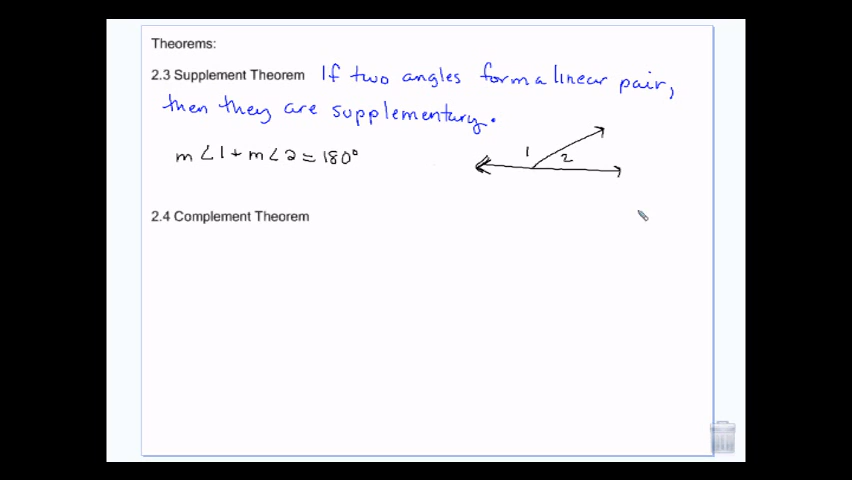 Theorems:
2.3 Supplement Theorem If two angles form a linear pair,
then they are supplementary.
m∠1 + m∠2 = 180°
1 2
2.4 Complement Theorem